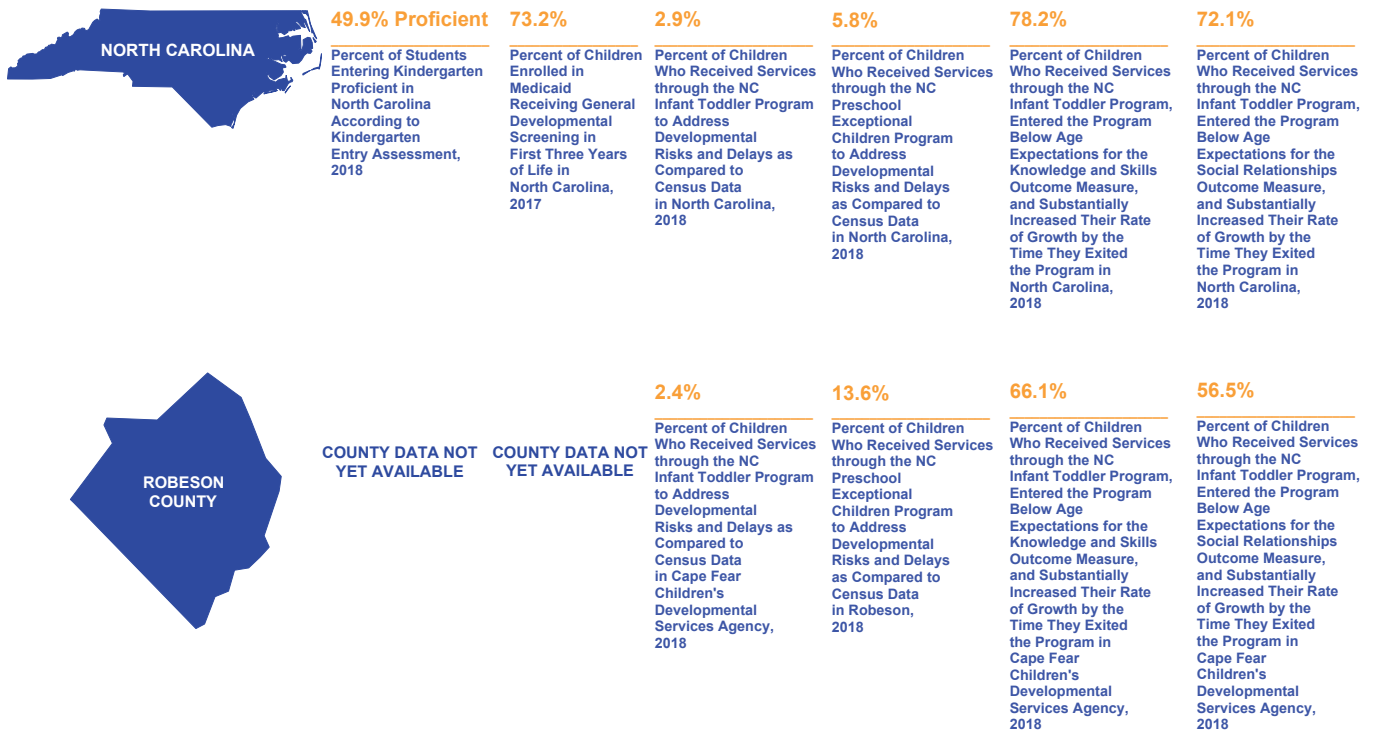 NORTH CAROLINA
49.9% Proficient
Percent of Students
Entering Kindergarten
Proficient in
North Carolina
According to
Kindergarten
Entry Assessment,
2018
73.2%
Percent of Children
Enrolled in
Medicaid
Receiving General
Developmental
Screening in
First Three Years
of Life in
North Carolina,
2017
2.9%
Percent of Children
Who Received Services
through the NC
Infant Toddler Program
to Address
Developmental
Risks and Delays as
Compared to
Census Data
in North Carolina,
2018
5.8%
Percent of Children
Who Received Services
through the NC
Preschool
Exceptional
Children Program
to Address
Developmental
Risks and Delays
as Compared to
Census Data
in North Carolina,
2018
78.2%
Percent of Children
Who Received Services
through the NC
Infant Toddler Program,
Entered the Program
Below Age
Expectations for the
Knowledge and Skills
Outcome Measure,
and Substantially
Increased Their Rate
of Growth by the
Time They Exited
the Program in
North Carolina,
2018
72.1%
Percent of Children
Who Received Services
through the NC
Infant Toddler Program,
Entered the Program
Below Age
Expectations for the
Social Relationships
Outcome Measure,
and Substantially
Increased Their Rate
of Growth by the
Time They Exited
the Program in
North Carolina,
2018
ROBESON
COUNTY
COUNTY DATA NOT
YET AVAILABLE
COUNTY DATA NOT
YET AVAILABLE
2.4%
Percent of Children
Who Received Services
through the NC
Infant Toddler Program
to Address
Developmental
Risks and Delays as
Compared to
Census Data
in Cape Fear
Children's
Developmental
Services Agency,
2018
13.6%
Percent of Children
Who Received Services
through the NC
Preschool
Exceptional
Children Program
to Address
Developmental
Risks and Delays
as Compared to
Census Data
in Robeson,
2018
66.1%
Percent of Children
Who Received Services
through the NC
Infant Toddler Program,
Entered the Program
Below Age
Expectations for the
Knowledge and Skills
Outcome Measure,
and Substantially
Increased Their Rate
of Growth by the
Time They Exited
the Program in
Cape Fear
Children's
Developmental
Services Agency,
2018
56.5%
Percent of Children
Who Received Services
through the NC
Infant Toddler Program,
Entered the Program
Below Age
Expectations for the
Social Relationships
Outcome Measure,
and Substantially
Increased Their Rate
of Growth by the
Time They Exited
the Program in
Cape Fear
Children's
Developmental
Services Agency,
2018